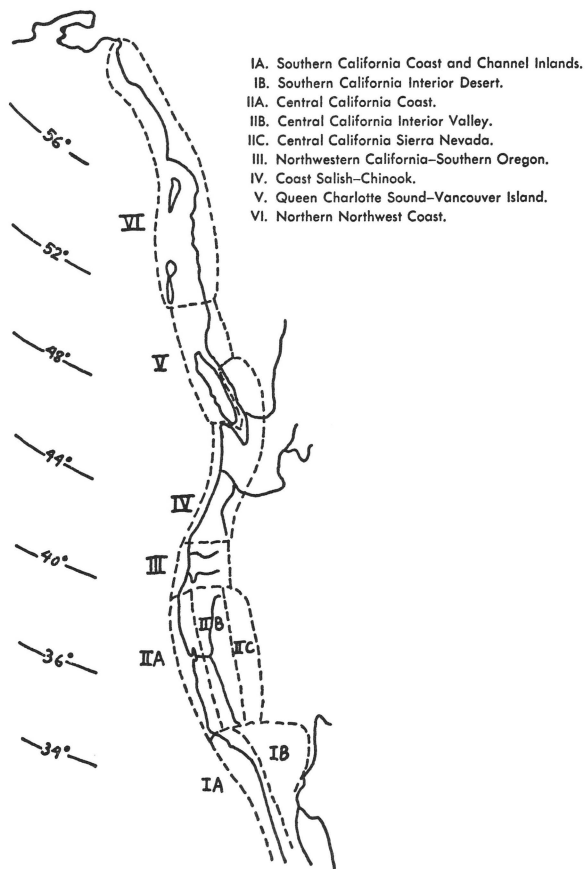 IA. Southern California Coast and Channel Islands.
IB. Southern California Interior Desert.
IIA. Central California Coast.
IIB. Central California Interior Valley.
IIC. Central California Sierra Nevada.
III. Northwestern California–Southern Oregon.
IV. Coast Salish–Chinook.
V. Queen Charlotte Sound–Vancouver Island.
VI. Northern Northwest Coast.
56°
VI
52°
48°
V
44°
IV
40°
III
IIB
IIA
IIC
36°
34°
IB
IA